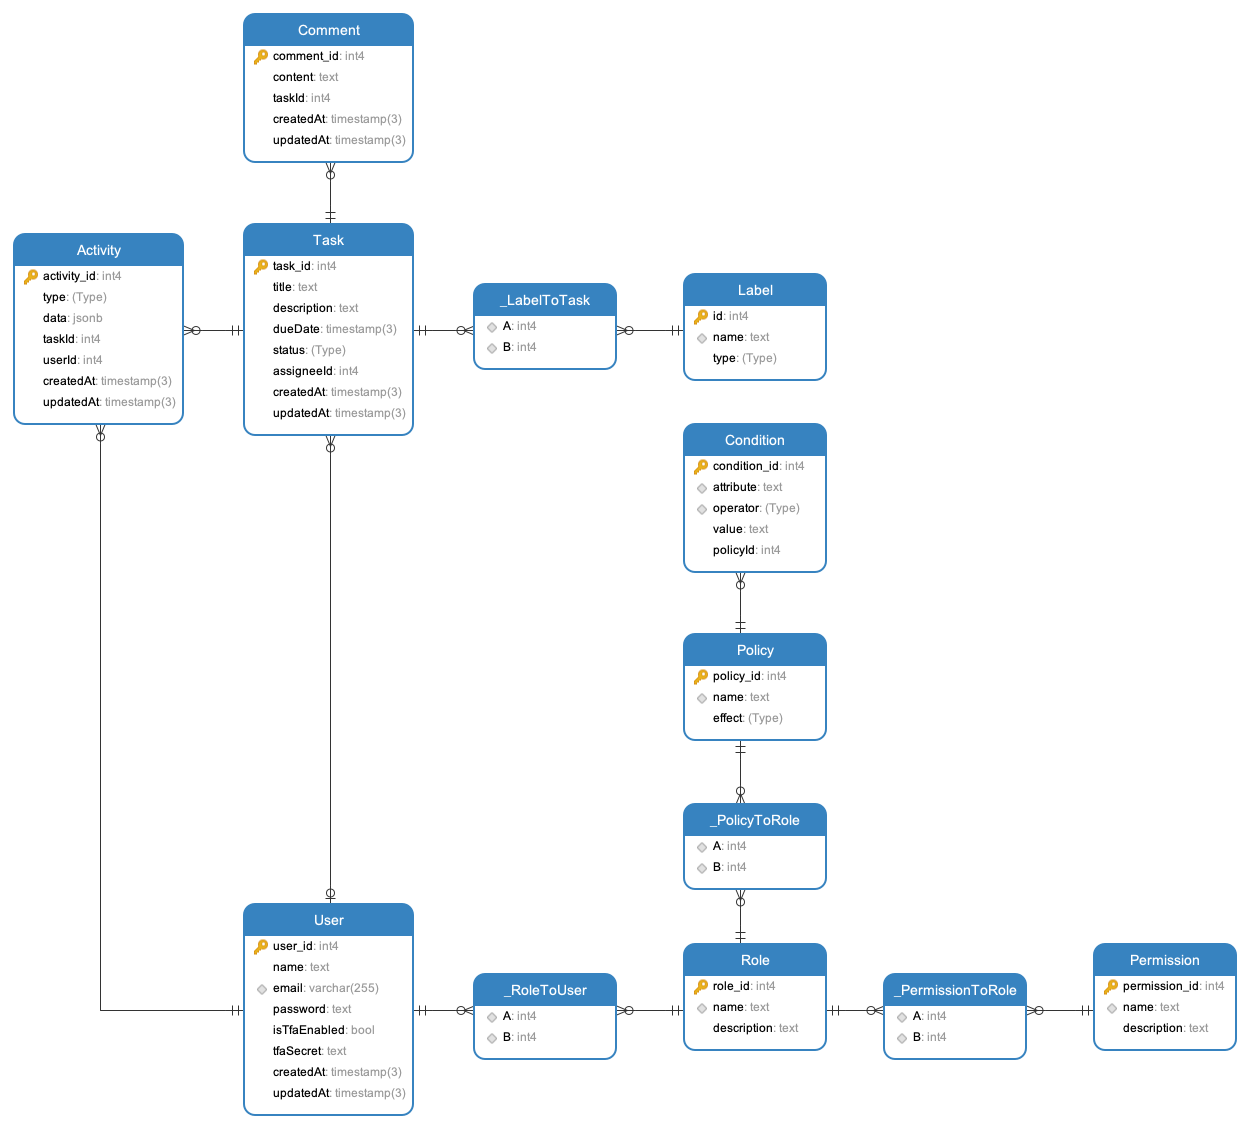 Comment
comment_id: int4
content: text
taskId: int4
createdAt: timestamp(3)
updatedAt: timestamp(3)
Activity
activity_id: int4
type: (Type)
data: jsonb
taskId: int4
userId: int4
createdAt: timestamp(3)
updatedAt: timestamp(3)
Task
task_id: int4
title: text
description: text
dueDate: timestamp(3)
status: (Type)
assigneeId: int4
createdAt: timestamp(3)
updatedAt: timestamp(3)
_LabelToTask
A: int4
B: int4
Label
id: int4
name: text
type: (Type)
Condition
condition_id: int4
attribute: text
operator: (Type)
value: text
policyId: int4
Policy
policy_id: int4
name: text
effect: (Type)
_PolicyToRole
A: int4
B: int4
User
user_id: int4
name: text
email: varchar(255)
password: text
isTfaEnabled: bool
tfaSecret: text
createdAt: timestamp(3)
updatedAt: timestamp(3)
_RoleToUser
A: int4
B: int4
Role
role_id: int4
name: text
description: text
_PermissionToRole
A: int4
B: int4
Permission
permission_id: int4
name: text
description: text